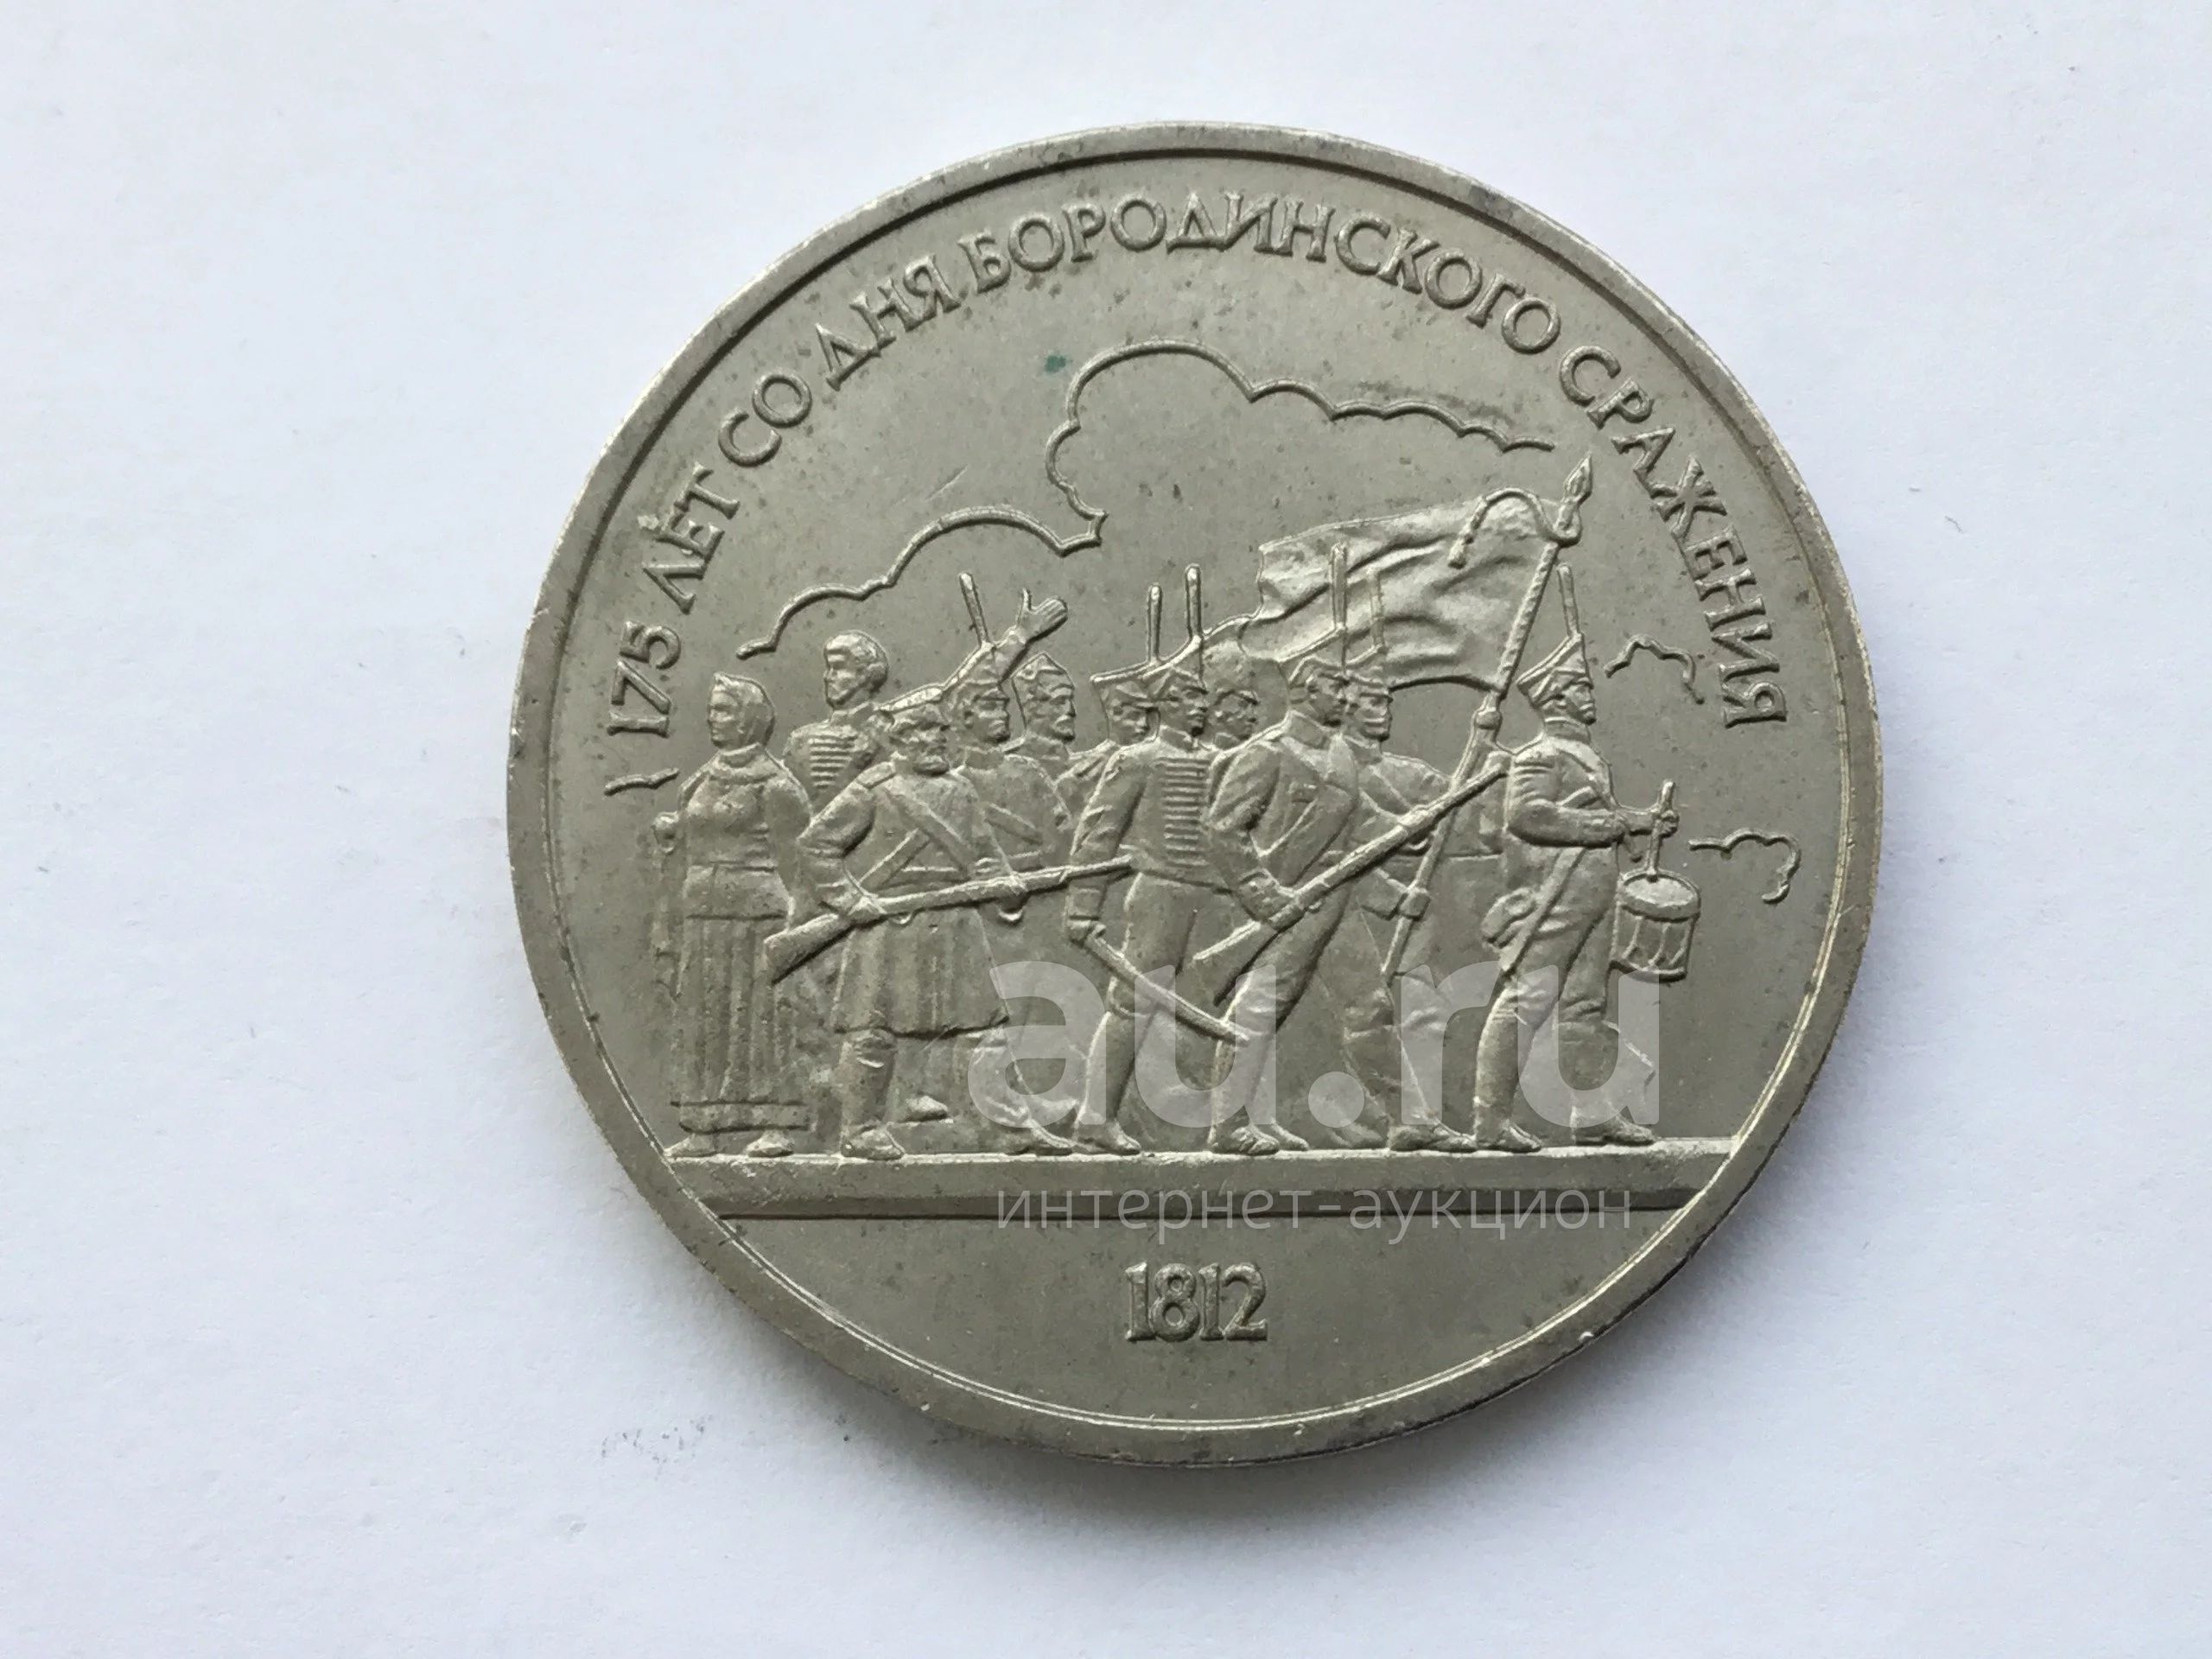 175 ЛЕТ СО ДНЯ БОРОДИНСКОГО СРАЖЕНИЯ
au.ru
интернет-аукцион
1812